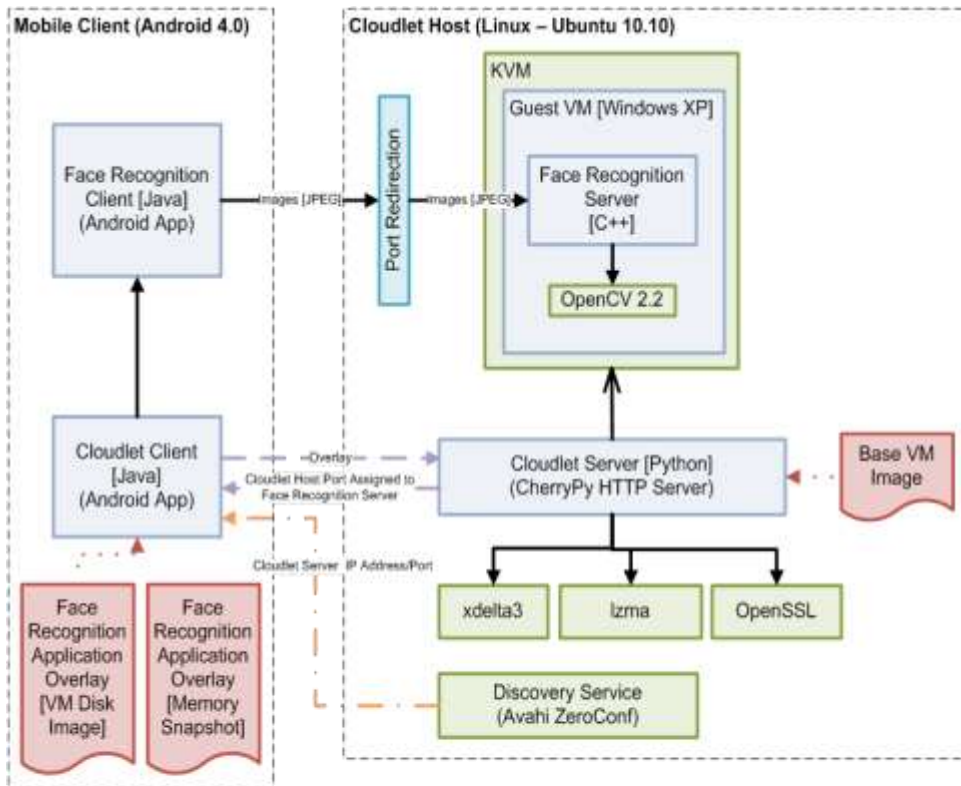 Mobile Client (Android 4.0)
Cloudlet Host (Linux – Ubuntu 10.10)
KVM
Guest VM [Windows XP]
Face Recognition
Client [Java]
(Android App)
Images [JPEG]
Port Redirection
Images [JPEG]
Face Recognition
Server
[C++]
OpenCV 2.2
Cloudlet Client
[Java]
(Android App)
Overlay
Cloudlet Host Port Assigned to
Face Recognition Server
Cloudlet Server [Python]
(CherryPy HTTP Server)
Base VM
Image
Cloudlet Server IP Address/Port
xdelta3
lzma
OpenSSL
Face
Recognition
Application
Overlay
[VM Disk
Image]
Face
Recognition
Application
Overlay
[Memory
Snapshot]
Discovery Service
(Avahi ZeroConf)